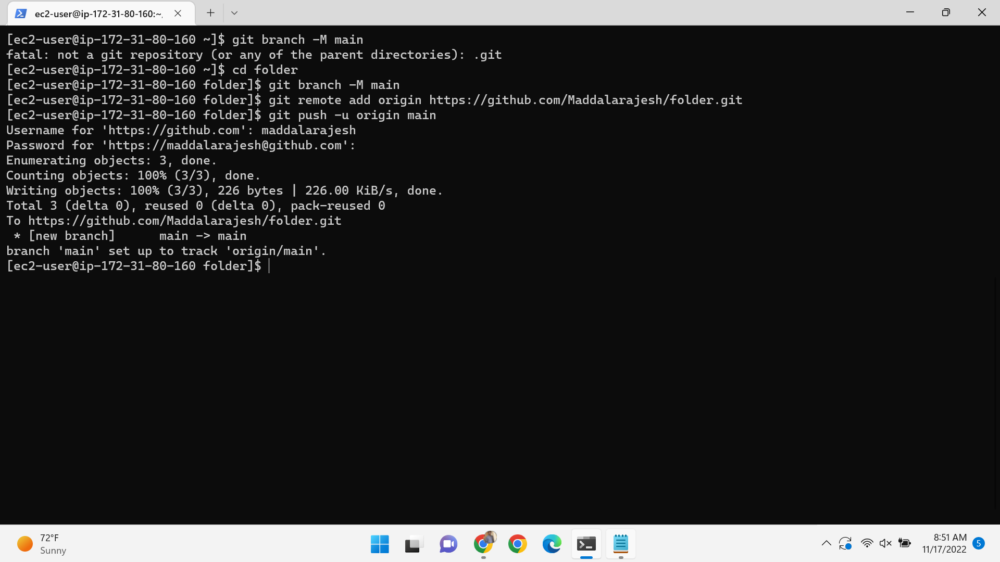 ec2-user@ip-172-31-80-160:~,
[ec2-user@ip-172-31-80-160 ~]$ git branch -M main
fatal: not a git repository (or any of the parent directories): .git
[ec2-user@ip-172-31-80-160 ~]$ cd folder
[ec2-user@ip-172-31-80-160 folder]$ git branch -M main
[ec2-user@ip-172-31-80-160 folder]$ git remote add origin https://github.com/Maddalarajesh/folder.git
[ec2-user@ip-172-31-80-160 folder]$ git push -u origin main
Username for 'https://github.com': maddalarajesh
Password for 'https://maddalarajesh@github.com':
Enumerating objects: 3, done.
Counting objects: 100% (3/3), done.
Writing objects: 100% (3/3), 226 bytes | 226.00 KiB/s, done.
Total 3 (delta 0), reused 0 (delta 0), pack-reused 0
To https://github.com/Maddalarajesh/folder.git
 * [new branch]      main -> main
branch 'main' set up to track 'origin/main'.
[ec2-user@ip-172-31-80-160 folder]$
72°F
Sunny
8:51 AM
11/17/2022
5